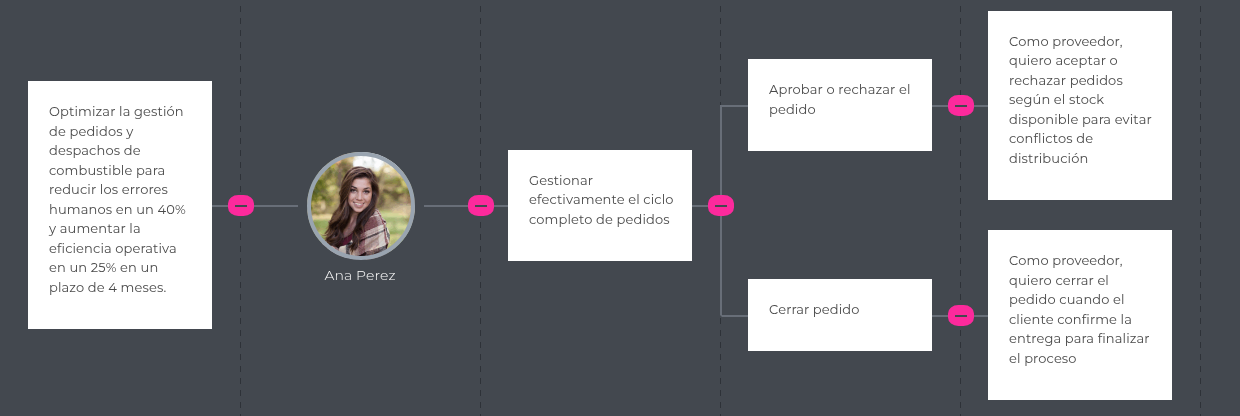 Optimizar la gestión
de pedidos y
despachos de
combustible para
reducir los errores
humanos en un 40%
y aumentar la
eficiencia operativa
en un 25% en un
plazo de 4 meses.
Ana Perez
Gestionar
efectivamente el ciclo
completo de pedidos
Aprobar o rechazar el
pedido
Como proveedor,
quiero aceptar o
rechazar pedidos
según el stock
disponible para evitar
conflictos de
distribución
Cerrar pedido
Como proveedor,
quiero cerrar el
pedido cuando el
cliente confirme la
entrega para finalizar
el proceso